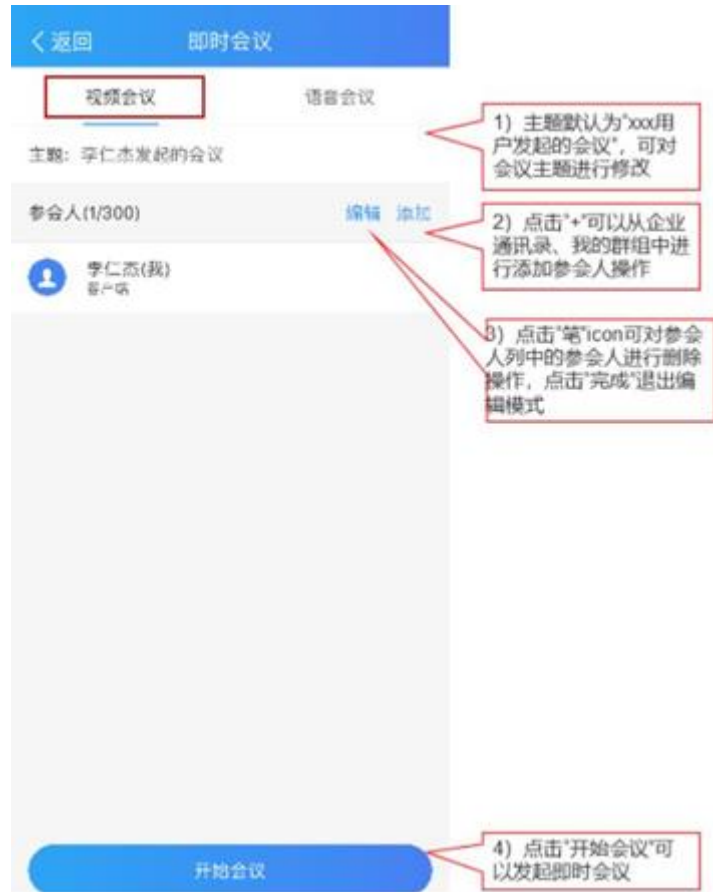 返回 即时会议
视频会议 语音会议
主题: 李仁杰发起的会议
参会人(1/300) 编辑 添加
李仁杰(我)
客户端
开始会议
1) 主题默认为“xxx用
户发起的会议”,可对
会议主题进行修改
2) 点击“+”可以从企业
通讯录、我的群组中进
行添加参会人操作
3) 点击“笔”icon可对参会
人列中的参会人进行删除
操作,点击“完成”退出编
辑模式
4) 点击“开始会议”可
以发起即时会议